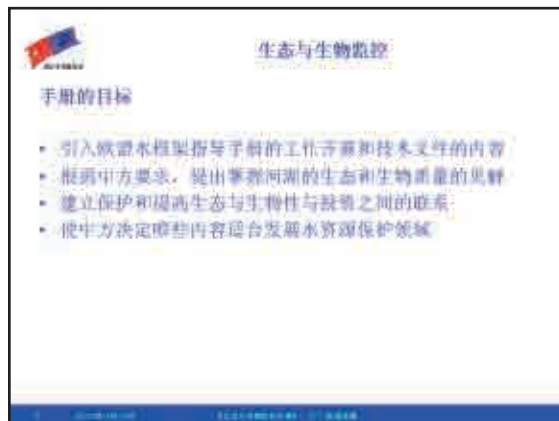 生态与生物监控
手册的目标
• 引入欧盟水框架指导手册的工作方面和技术文件的内容
• 根据中方要求，提出掌握河湖的生态和生物质量的见解
• 建立保护和提高生态与生物性与服务之间的联系
• 使中方决定哪些内容适合发展水资源保护领域